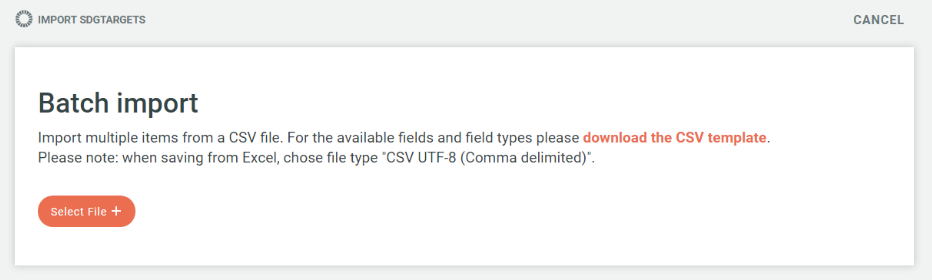 IMPORT SDGTARGETS
CANCEL
Batch import
Import multiple items from a CSV file. For the available fields and field types please download the CSV template.
Please note: when saving from Excel, chose file type "CSV UTF-8 (Comma delimited)".
Select File +